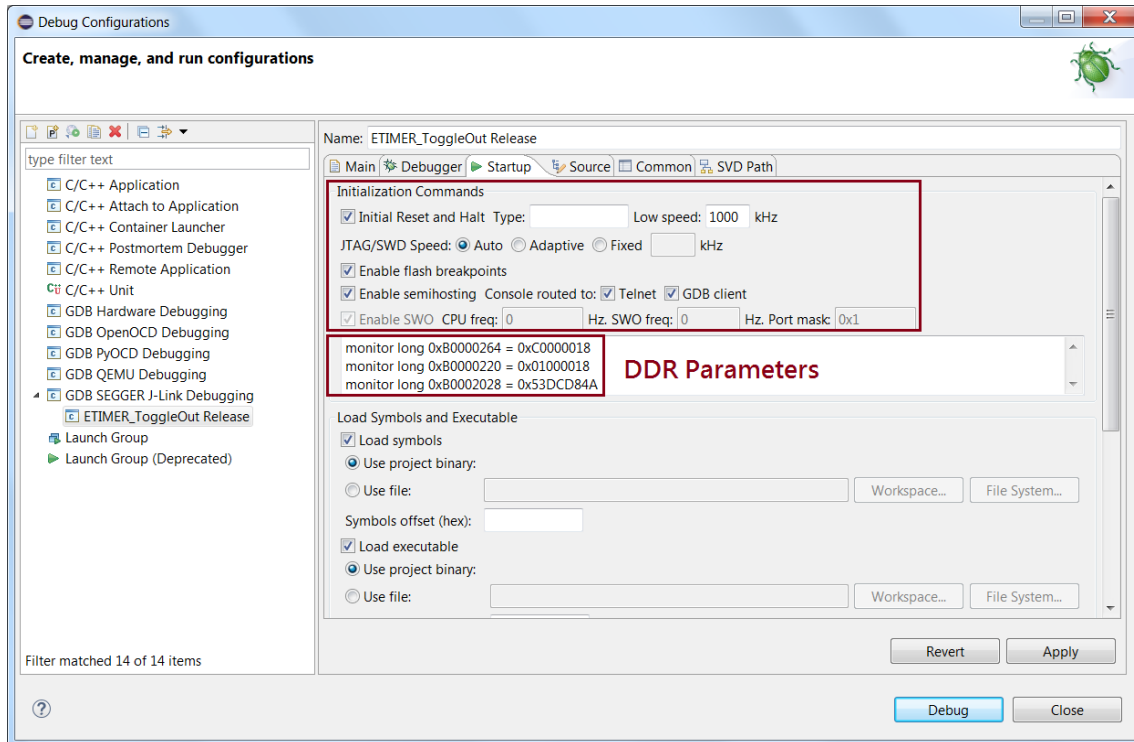 Debug Configurations
Create, manage, and run configurations
type filter text
C/C++ Application
C/C++ Attach to Application
C/C++ Container Launcher
C/C++ Postmortem Debugger
C/C++ Remote Application
C/C++ Unit
GDB Hardware Debugging
GDB OpenOCD Debugging
GDB PyOCD Debugging
GDB QEMU Debugging
GDB SEGGER J-Link Debugging
ETIMER_ToggleOut Release
Launch Group
Launch Group (Deprecated)
Filter matched 14 of 14 items
Name: ETIMER_ToggleOut Release
Main Debugger Startup Source Common SVD Path
Initialization Commands
Initial Reset and Halt Type: Low speed: 1000 kHz
JTAG/SWD Speed: Auto Adaptive Fixed kHz
Enable flash breakpoints
Enable semihosting Console routed to: Telnet GDB client
Enable SWO CPU freq: 0 Hz. SWO freq: 0 Hz. Port mask: 0x1
monitor long 0xB0000264 = 0xC0000018
monitor long 0xB0000220 = 0x01000018
monitor long 0xB0002028 = 0x53DCD84A
DDR Parameters
Load Symbols and Executable
Load symbols
Use project binary:
Use file: Workspace... File System...
Symbols offset (hex):
Load executable
Use project binary:
Use file: Workspace... File System...
Revert Apply
Debug Close